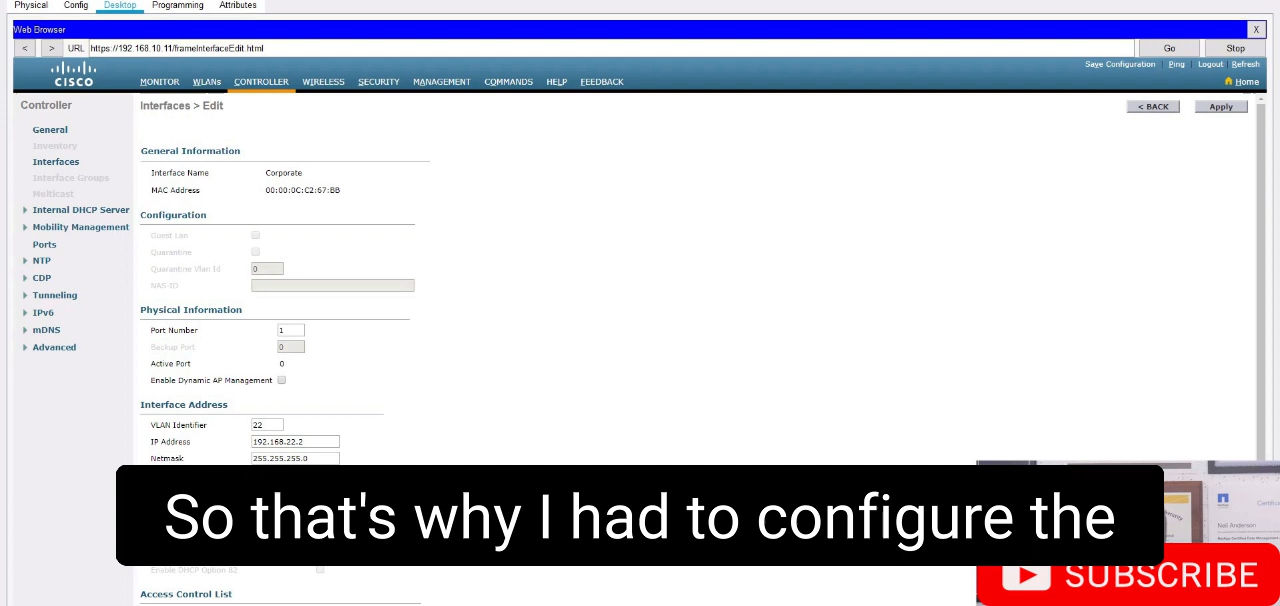 Physical Config Desktop Programming Attributes
Web Browser X
< > URL https://192.168.10.11/frameInterfaceEdit.html Go Stop
Save Configuration Ping Logout Refresh
CISCO MONITOR WLANs CONTROLLER WIRELESS SECURITY MANAGEMENT COMMANDS HELP FEEDBACK Home
Controller
General
Inventory
Interfaces
Interface Groups
Multicast
Internal DHCP Server
Mobility Management
Ports
NTP
CDP
Tunneling
IPv6
mDNS
Advanced
Interfaces > Edit < BACK Apply
General Information
Interface Name Corporate
MAC Address 00:00:0C:C2:67:BB
Configuration
Guest Lan
Quarantine
Quarantine Vlan Id 0
NAS-ID
Physical Information
Port Number 1
Backup Port 0
Active Port 0
Enable Dynamic AP Management
Interface Address
VLAN Identifier 22
IP Address 192.168.22.2
Netmask 255.255.255.0
So that's why I had to configure the
Neil Anderson
Enable DHCP Option 82
SUBSCRIBE
Access Control List